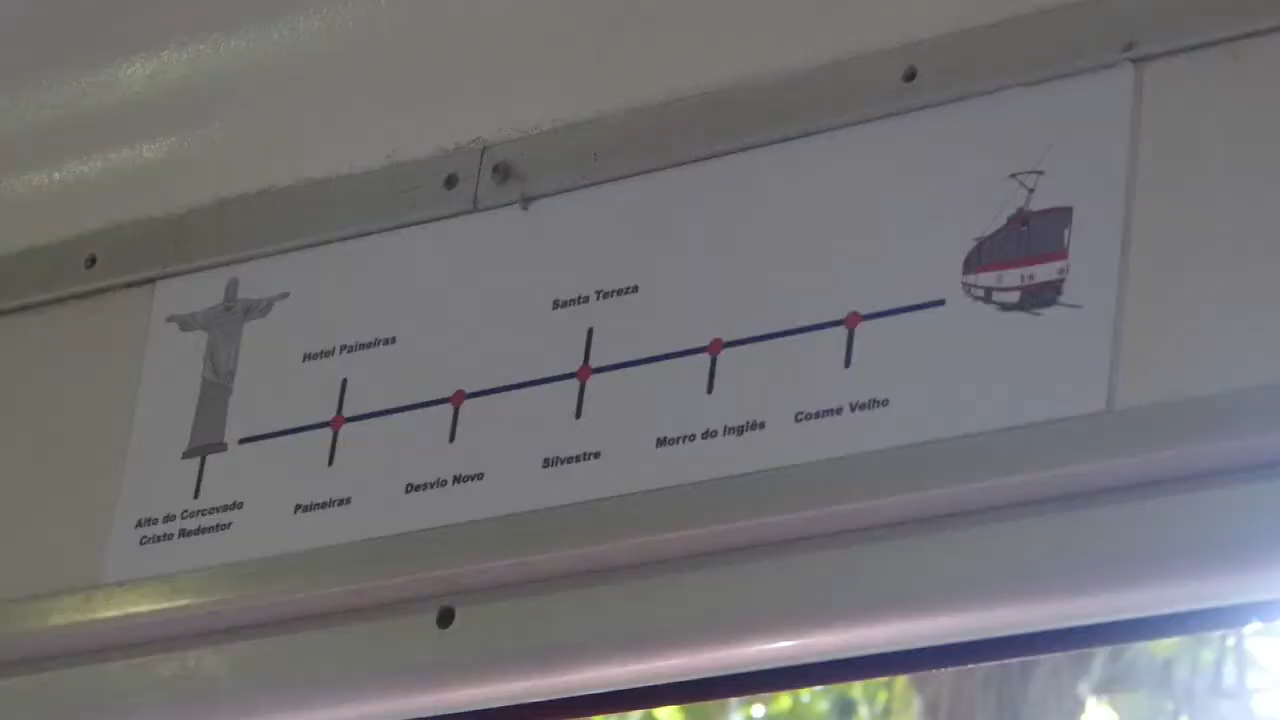 Santa Tereza
Hotel Paineiras
Alto do Corcovado
Cristo Redentor
Paineiras
Desvio Novo
Silvestre
Morro do Inglês
Cosme Velho